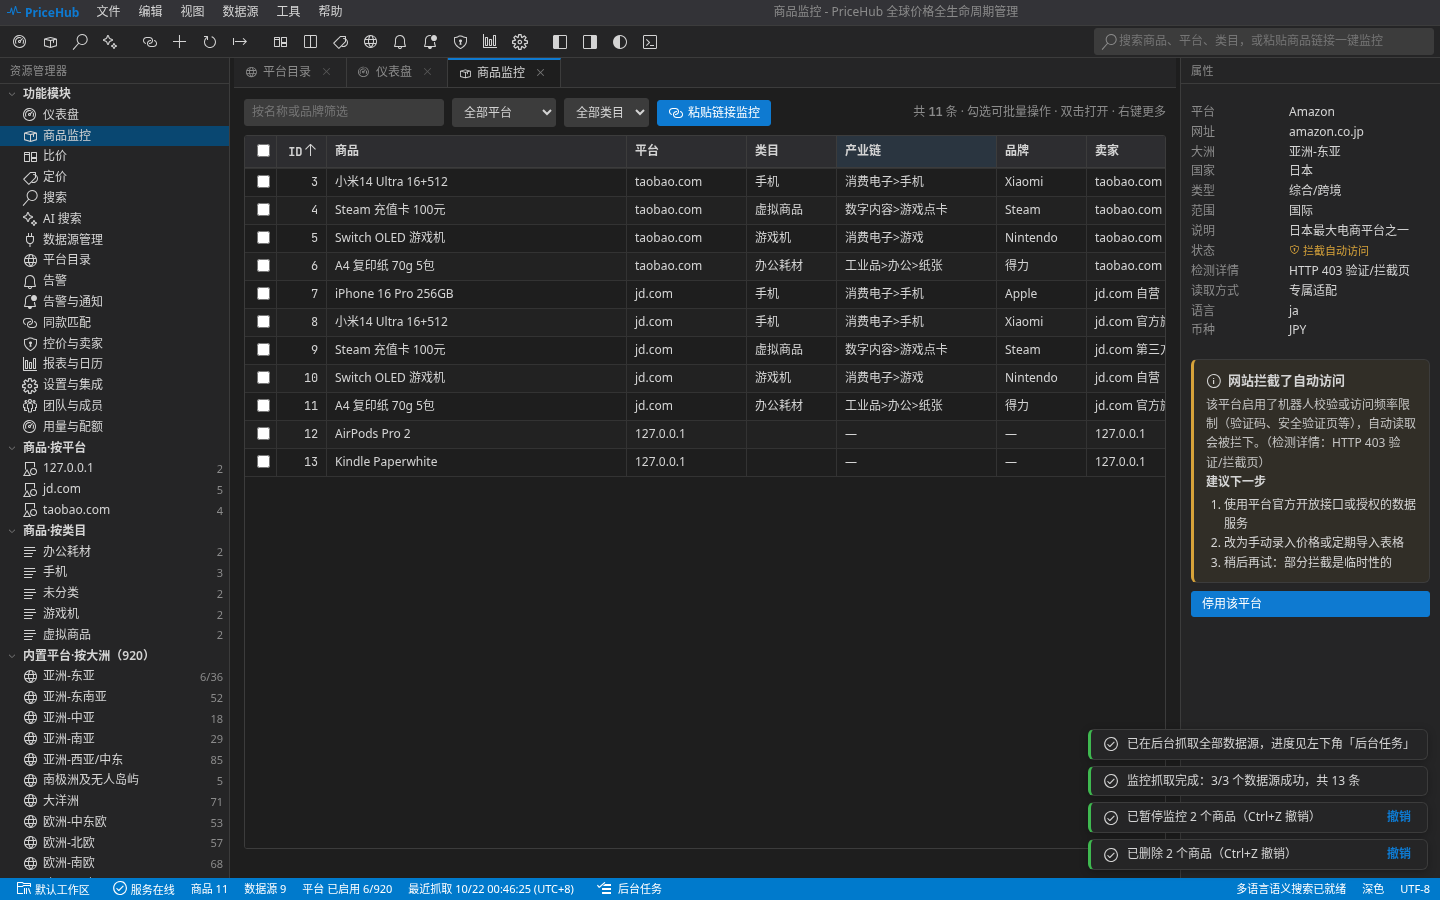 PriceHub 文件 编辑 视图 数据源 工具 帮助 商品监控 - PriceHub 全球价格全生命周期管理
搜索商品、平台、类目，或粘贴商品链接一键监控
资源管理器
功能模块
仪表盘
商品监控
比价
定价
搜索
AI 搜索
数据源管理
平台目录
告警
告警与通知
同款匹配
控价与卖家
报表与日历
设置与集成
团队与成员
用量与配额
商品·按平台
127.0.0.1 2
jd.com 5
taobao.com 4
商品·按类目
办公耗材 2
手机 3
未分类 2
游戏机 2
虚拟商品 2
内置平台·按大洲（920）
亚洲-东亚 6/36
亚洲-东南亚 52
亚洲-中亚 18
亚洲-南亚 29
亚洲-西亚/中东 85
南极洲及无人岛屿 5
大洋洲 71
欧洲-中东欧 53
欧洲-北欧 57
欧洲-南欧 68
平台目录 仪表盘 商品监控
按名称或品牌筛选 全部平台 全部类目 粘贴链接监控 共 11 条 · 勾选可批量操作 · 双击打开 · 右键更多
ID 商品 平台 类目 产业链 品牌 卖家
3 小米14 Ultra 16+512 taobao.com 手机 消费电子>手机 Xiaomi taobao.com
4 Steam 充值卡 100元 taobao.com 虚拟商品 数字内容>游戏点卡 Steam taobao.com
5 Switch OLED 游戏机 taobao.com 游戏机 消费电子>游戏 Nintendo taobao.com
6 A4 复印纸 70g 5包 taobao.com 办公耗材 工业品>办公>纸张 得力 taobao.com
7 iPhone 16 Pro 256GB jd.com 手机 消费电子>手机 Apple jd.com 自营
8 小米14 Ultra 16+512 jd.com 手机 消费电子>手机 Xiaomi jd.com 官方
9 Steam 充值卡 100元 jd.com 虚拟商品 数字内容>游戏点卡 Steam jd.com 第三
10 Switch OLED 游戏机 jd.com 游戏机 消费电子>游戏 Nintendo jd.com 自营
11 A4 复印纸 70g 5包 jd.com 办公耗材 工业品>办公>纸张 得力 jd.com 官方
12 AirPods Pro 2 127.0.0.1 — — 127.0.0.1
13 Kindle Paperwhite 127.0.0.1 — — 127.0.0.1
属性
平台 Amazon
网址 amazon.co.jp
大洲 亚洲-东亚
国家 日本
类型 综合/跨境
范围 国际
说明 日本最大电商平台之一
状态 拦截自动访问
检测详情 HTTP 403 验证/拦截页
读取方式 专属适配
语言 ja
币种 JPY
网站拦截了自动访问
该平台启用了机器人校验或访问频率限
制（验证码、安全验证页等），自动读取
会被拦下。（检测详情：HTTP 403 验
证/拦截页）
建议下一步
1. 使用平台官方开放接口或授权的数据
服务
2. 改为手动录入价格或定期导入表格
3. 稍后再试：部分拦截是临时性的
停用该平台
已在后台抓取全部数据源，进度见左下角「后台任务」
监控抓取完成：3/3 个数据源成功，共 13 条
已暂停监控 2 个商品（Ctrl+Z 撤销） 撤销
已删除 2 个商品（Ctrl+Z 撤销） 撤销
默认工作区 服务在线 商品 11 数据源 9 平台 已启用 6/920 最近抓取 10/22 00:46:25 (UTC+8) 后台任务 多语言语义搜索已就绪 深色 UTF-8